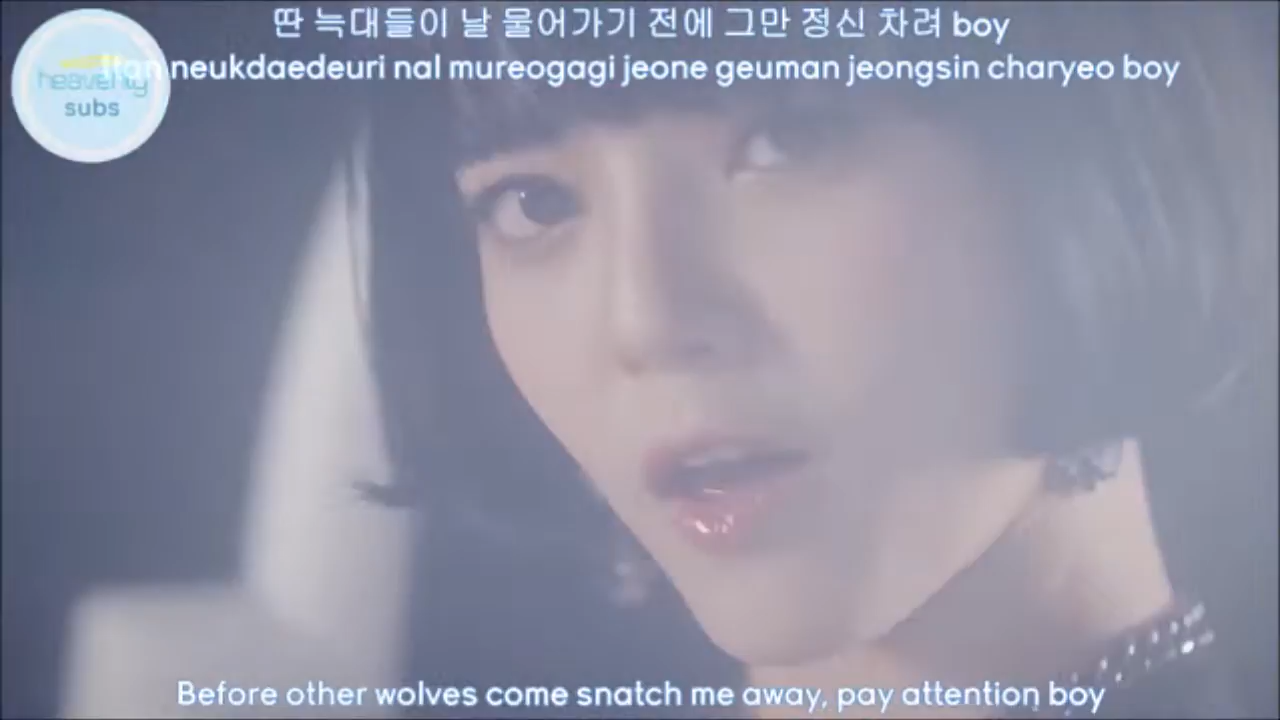 딴 늑대들이 날 물어가기 전에 그만 정신 차려 boy
ttan neukdaedeuri nal mureogagi jeone geuman jeongsin charyeo boy
heavenly
subs
Before other wolves come snatch me away, pay attention boy